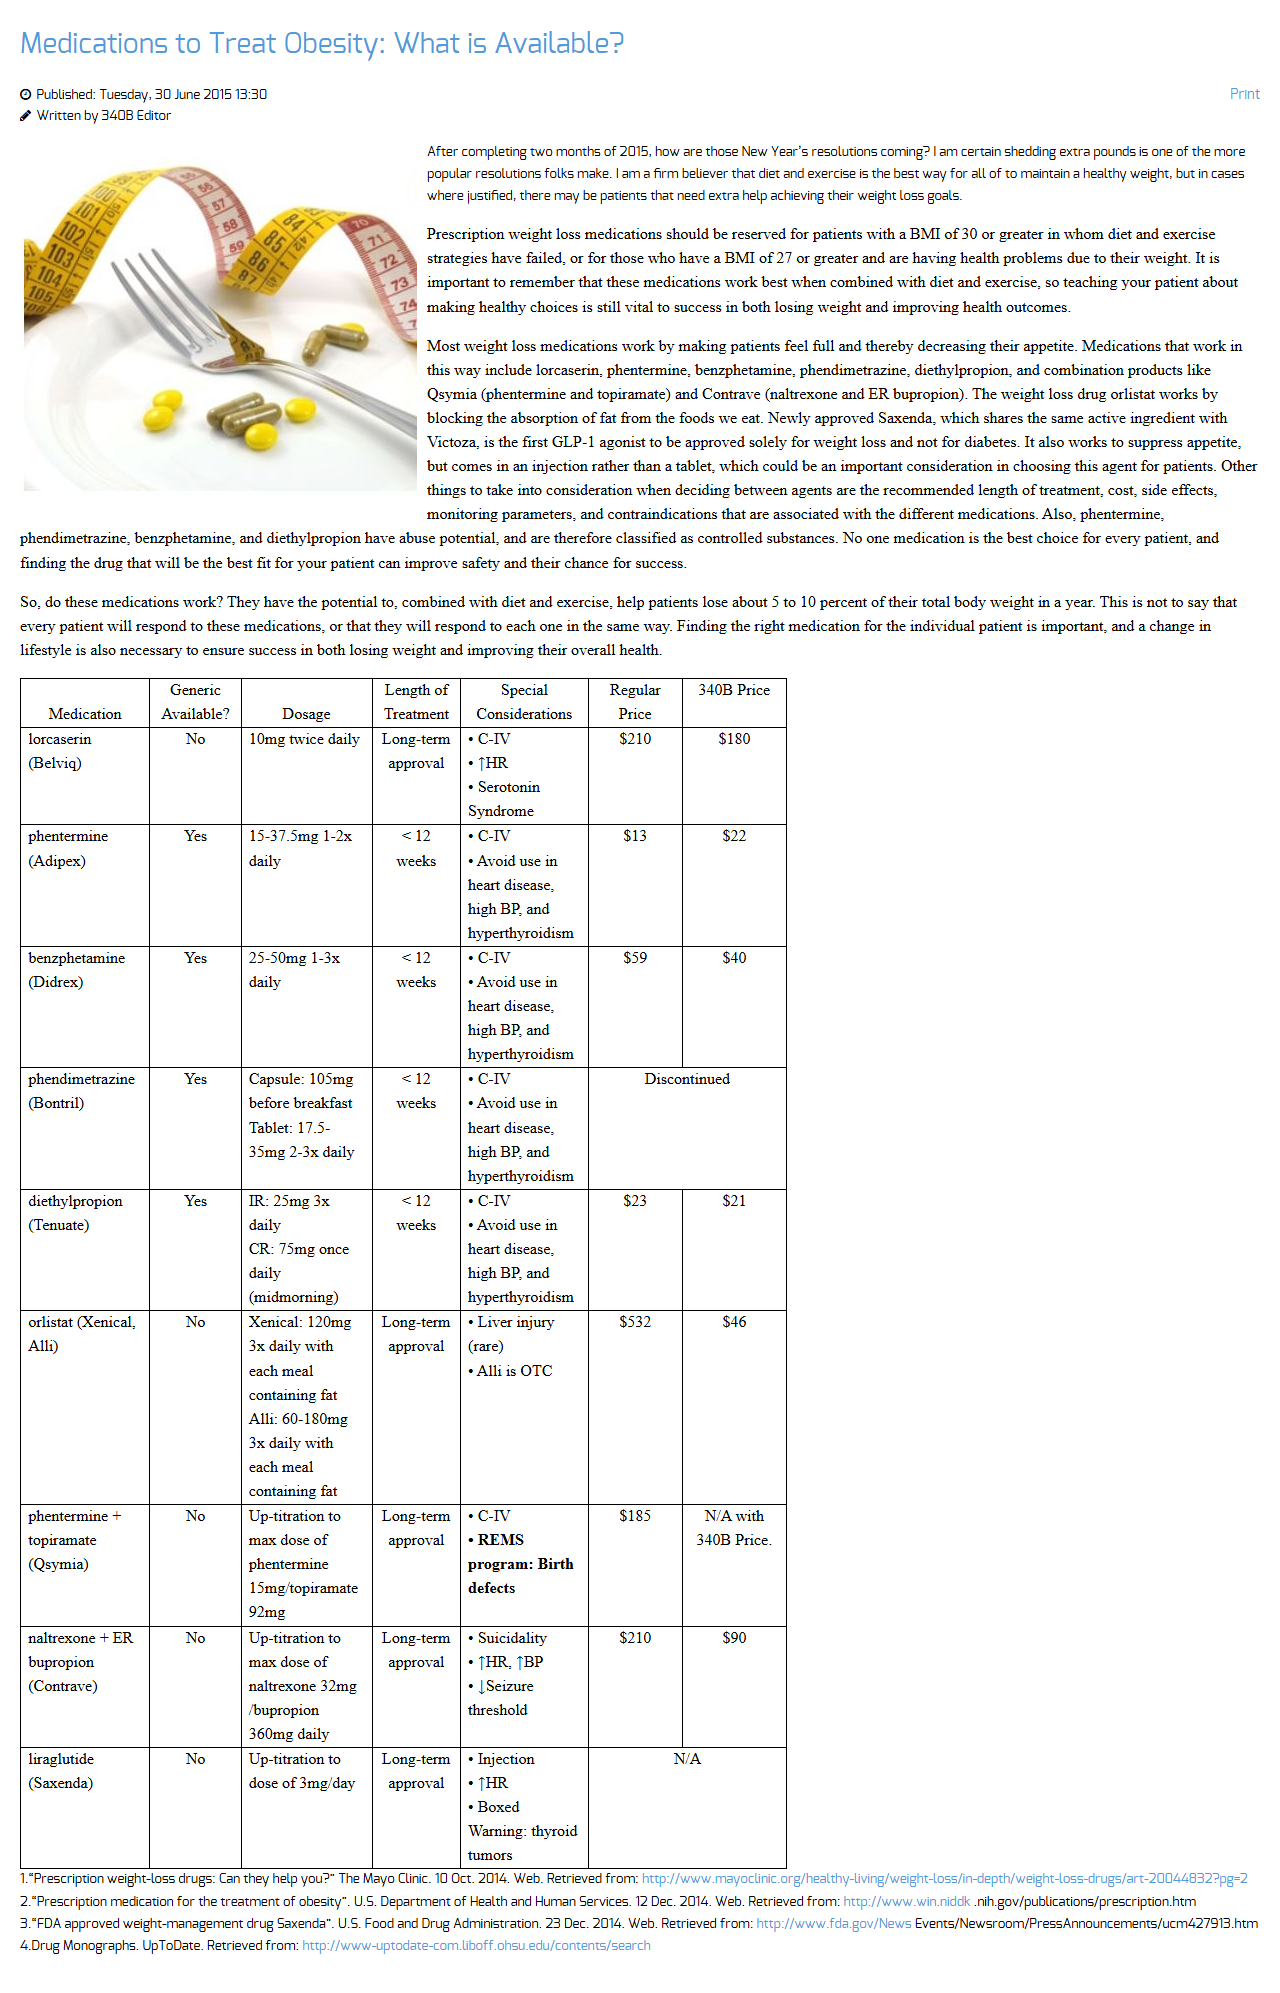 Medications to Treat Obesity: What is Available?
Published: Tuesday, 30 June 2015 13:30
Print
Written by 340B Editor
After completing two months of 2015, how are those New Year's resolutions coming? I am certain shedding extra pounds is one of the more
popular resolutions folks make. I am a firm believer that diet and exercise is the best way for all of to maintain a healthy weight, but in cases
where justified, there may be patients that need extra help achieving their weight loss goals.
Prescription weight loss medications should be reserved for patients with a BMI of 30 or greater in whom diet and exercise
strategies have failed, or for those who have a BMI of 27 or greater and are having health problems due to their weight. It is
important to remember that these medications work best when combined with diet and exercise, so teaching your patient about
making healthy choices is still vital to success in both losing weight and improving health outcomes.
Most weight loss medications work by making patients feel full and thereby decreasing their appetite. Medications that work in
this way include lorcaserin, phentermine, benzphetamine, phendimetrazine, diethylpropion, and combination products like
Qsymia (phentermine and topiramate) and Contrave (naltrexone and ER bupropion). The weight loss drug orlistat works by
blocking the absorption of fat from the foods we eat. Newly approved Saxenda, which shares the same active ingredient with
Victoza, is the first GLP-1 agonist to be approved solely for weight loss and not for diabetes. It also works to suppress appetite,
but comes in an injection rather than a tablet, which could be an important consideration in choosing this agent for patients. Other
things to take into consideration when deciding between agents are the recommended length of treatment, cost, side effects,
monitoring parameters, and contraindications that are associated with the different medications. Also, phentermine,
phendimetrazine, benzphetamine, and diethylpropion have abuse potential, and are therefore classified as controlled substances. No one medication is the best choice for every patient, and
finding the drug that will be the best fit for your patient can improve safety and their chance for success.
So, do these medications work? They have the potential to, combined with diet and exercise, help patients lose about 5 to 10 percent of their total body weight in a year. This is not to say that
every patient will respond to these medications, or that they will respond to each one in the same way. Finding the right medication for the individual patient is important, and a change in
lifestyle is also necessary to ensure success in both losing weight and improving their overall health.
Medication
Generic
Available?
Dosage
Length of
Treatment
Special
Considerations
Regular
Price
340B Price
lorcaserin
(Belviq)
No
10mg twice daily
Long-term
approval
• C-IV
• ↑HR
• Serotonin
Syndrome
$210
$180
phentermine
(Adipex)
Yes
15-37.5mg 1-2x
daily
< 12
weeks
• C-IV
• Avoid use in
heart disease,
high BP, and
hyperthyroidism
$13
$22
benzphetamine
(Didrex)
Yes
25-50mg 1-3x
daily
< 12
weeks
• C-IV
• Avoid use in
heart disease,
high BP, and
hyperthyroidism
$59
$40
phendimetrazine
(Bontril)
Yes
Capsule: 105mg
before breakfast
Tablet: 17.5-
35mg 2-3x daily
< 12
weeks
• C-IV
• Avoid use in
heart disease,
high BP, and
hyperthyroidism
Discontinued
diethylpropion
(Tenuate)
Yes
IR: 25mg 3x
daily
CR: 75mg once
daily
(midmorning)
< 12
weeks
• C-IV
• Avoid use in
heart disease,
high BP, and
hyperthyroidism
$23
$21
orlistat (Xenical,
Alli)
No
Xenical: 120mg
3x daily with
each meal
containing fat
Alli: 60-180mg
3x daily with
each meal
containing fat
Long-term
approval
• Liver injury
(rare)
• Alli is OTC
$532
$46
phentermine +
topiramate
(Qsymia)
No
Up-titration to
max dose of
phentermine
15mg/topiramate
92mg
Long-term
approval
• C-IV
• REMS
program: Birth
defects
$185
N/A with
340B Price.
naltrexone + ER
bupropion
(Contrave)
No
Up-titration to
max dose of
naltrexone 32mg
/bupropion
360mg daily
Long-term
approval
• Suicidality
• ↑HR, ↑BP
• ↓Seizure
threshold
$210
$90
liraglutide
(Saxenda)
No
Up-titration to
dose of 3mg/day
Long-term
approval
• Injection
• ↑HR
• Boxed
Warning: thyroid
tumors
N/A
1."Prescription weight-loss drugs: Can they help you?" The Mayo Clinic. 10 Oct. 2014. Web. Retrieved from: http://www.mayoclinic.org/healthy-living/weight-loss/in-depth/weight-loss-drugs/art-20044832?pg=2
2."Prescription medication for the treatment of obesity". U.S. Department of Health and Human Services. 12 Dec. 2014. Web. Retrieved from: http://www.win.niddk .nih.gov/publications/prescription.htm
3."FDA approved weight-management drug Saxenda". U.S. Food and Drug Administration. 23 Dec. 2014. Web. Retrieved from: http://www.fda.gov/News Events/Newsroom/PressAnnouncements/ucm427913.htm
4.Drug Monographs. UpToDate. Retrieved from: http://www-uptodate-com.liboff.ohsu.edu/contents/search